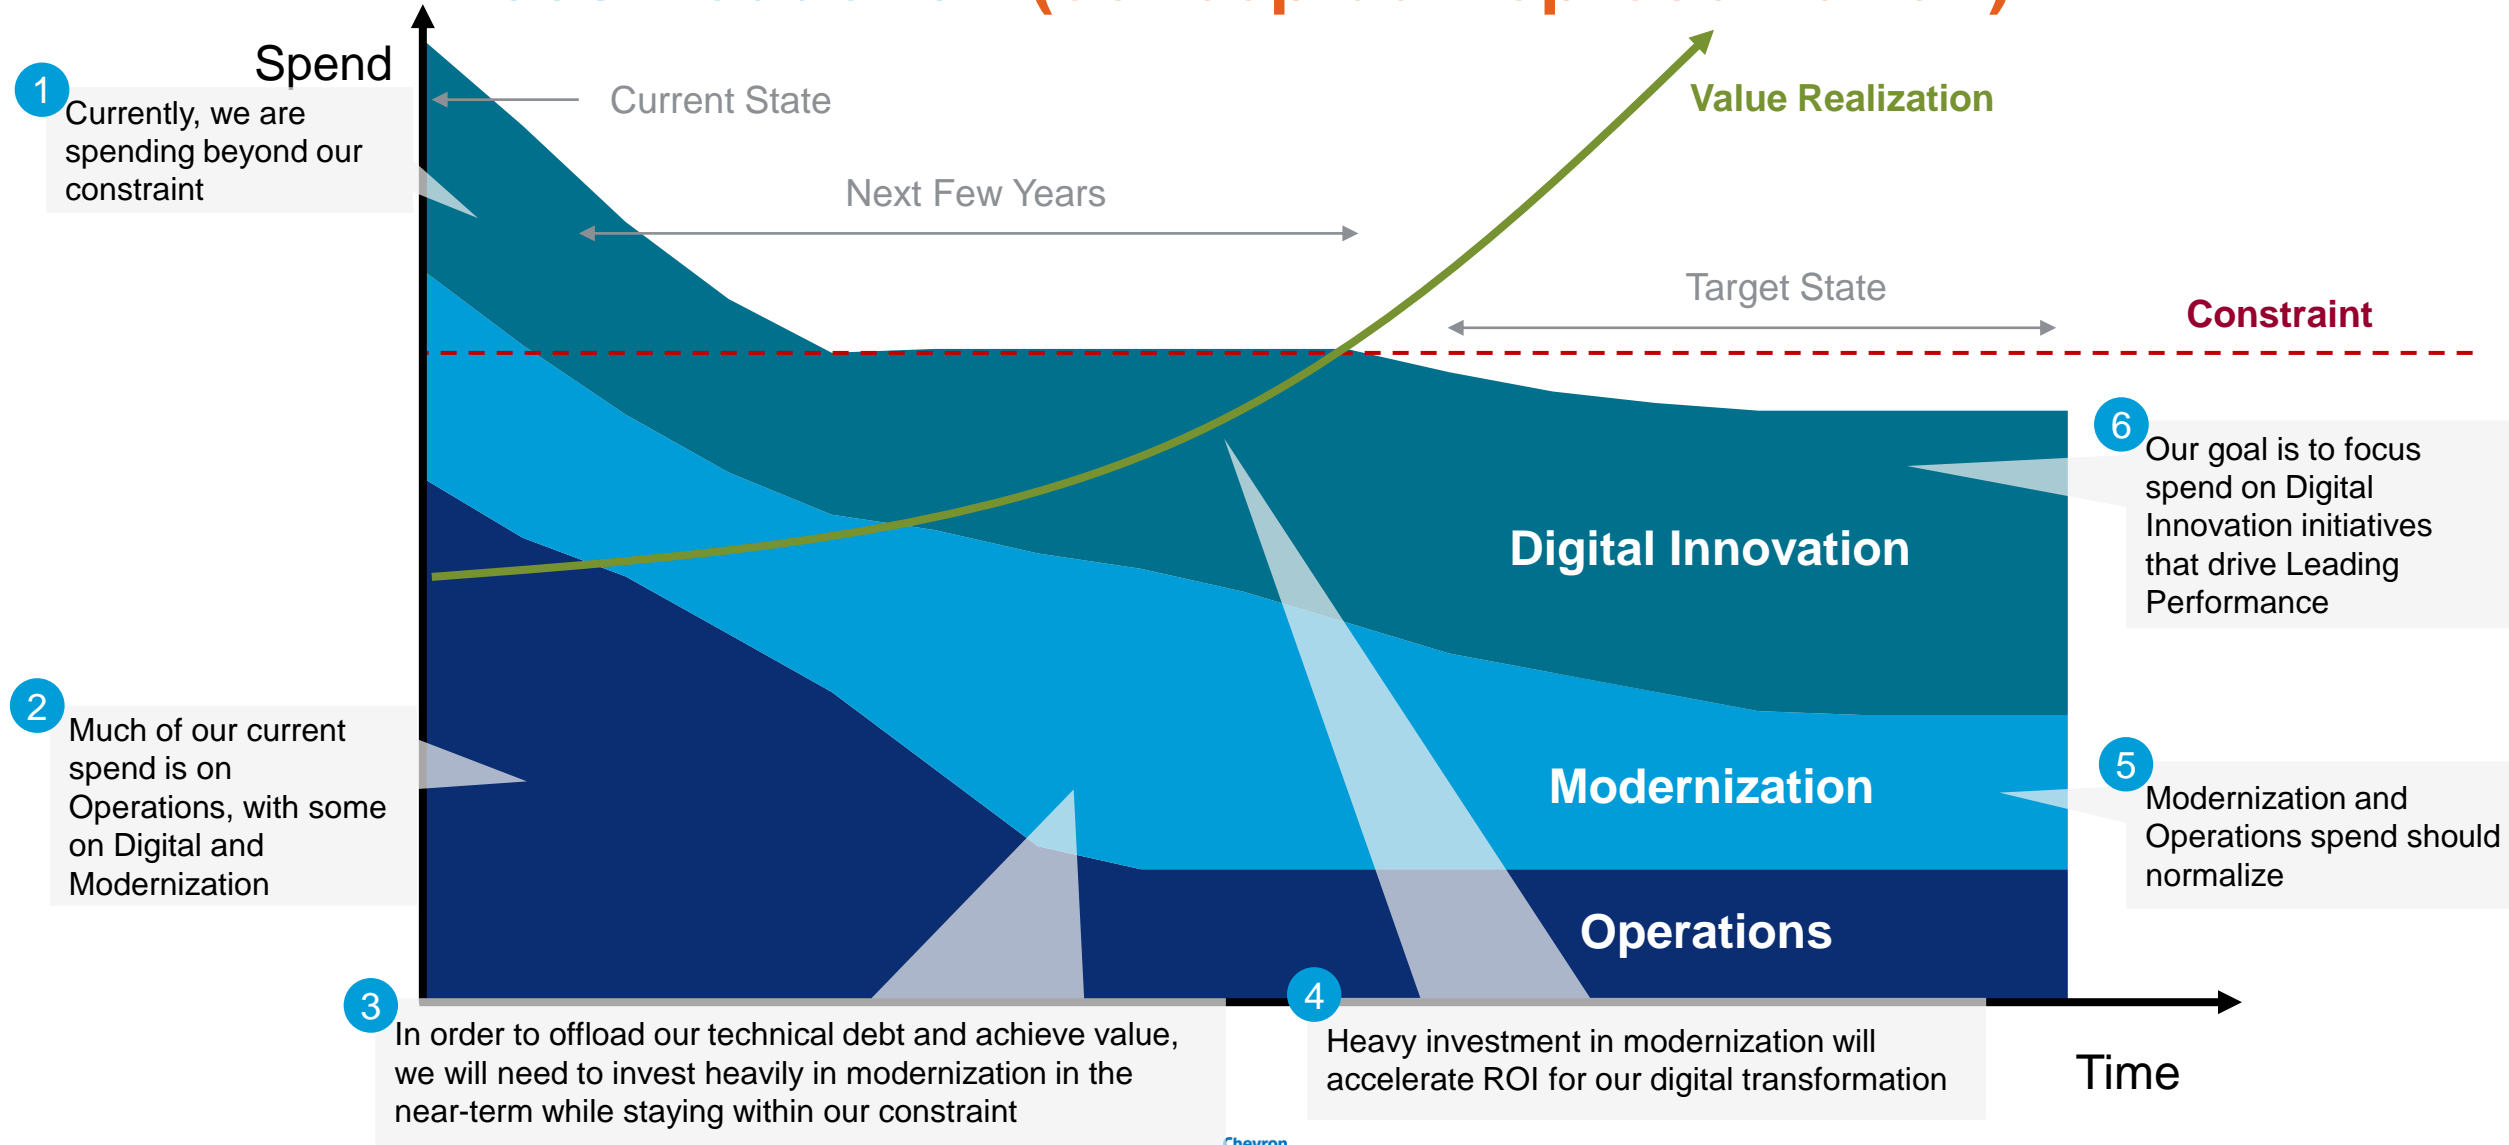 Spend
1
Currently, we are
spending beyond our
constraint
Current State
Value Realization
Next Few Years
Target State
Constraint
6
Our goal is to focus
spend on Digital
Innovation initiatives
that drive Leading
Performance
Digital Innovation
2
Much of our current
spend is on
Operations, with some
on Digital and
Modernization
5
Modernization and
Operations spend should
normalize
Modernization
Operations
3
In order to offload our technical debt and achieve value,
we will need to invest heavily in modernization in the
near-term while staying within our constraint
4
Heavy investment in modernization will
accelerate ROI for our digital transformation
Time
Chevron